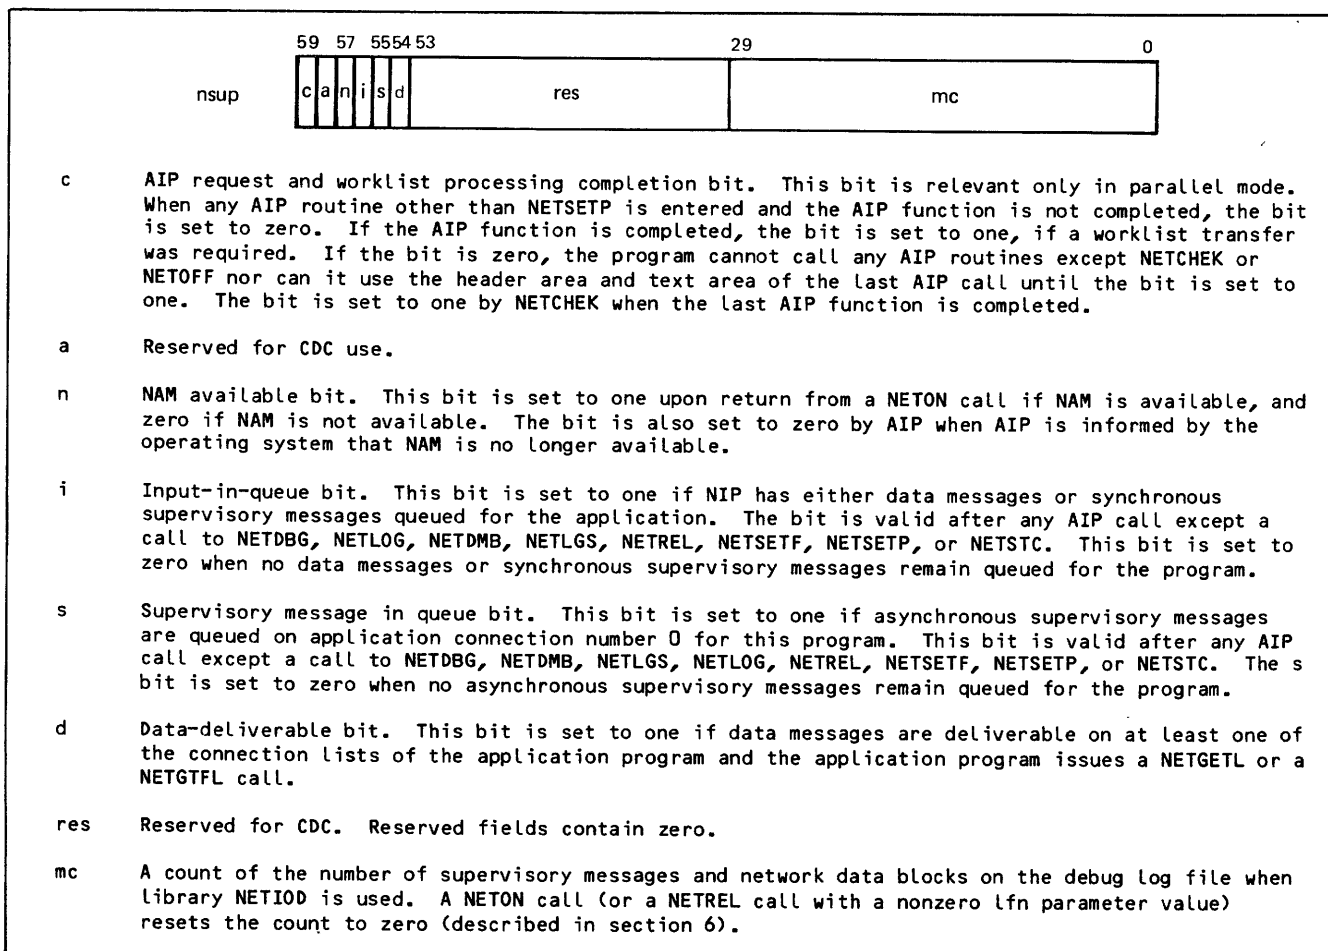 59 57 5554 53 29 0
nsup c a n i s d res mc
c AIP request and worklist processing completion bit. This bit is relevant only in parallel mode.
When any AIP routine other than NETSETP is entered and the AIP function is not completed, the bit
is set to zero. If the AIP function is completed, the bit is set to one, if a worklist transfer
was required. If the bit is zero, the program cannot call any AIP routines except NETCHEK or
NETOFF nor can it use the header area and text area of the last AIP call until the bit is set to
one. The bit is set to one by NETCHEK when the last AIP function is completed.
a Reserved for CDC use.
n NAM available bit. This bit is set to one upon return from a NETON call if NAM is available, and
zero if NAM is not available. The bit is also set to zero by AIP when AIP is informed by the
operating system that NAM is no longer available.
i Input-in-queue bit. This bit is set to one if NIP has either data messages or synchronous
supervisory messages queued for the application. The bit is valid after any AIP call except a
call to NETDBG, NETLOG, NETDMB, NETLGS, NETREL, NETSETF, NETSETP, or NETSTC. This bit is set to
zero when no data messages or synchronous supervisory messages remain queued for the program.
s Supervisory message in queue bit. This bit is set to one if asynchronous supervisory messages
are queued on application connection number 0 for this program. This bit is valid after any AIP
call except a call to NETDBG, NETDMB, NETLGS, NETLOG, NETREL, NETSETF, NETSETP, or NETSTC. The s
bit is set to zero when no asynchronous supervisory messages remain queued for the program.
d Data-deliverable bit. This bit is set to one if data messages are deliverable on at least one of
the connection lists of the application program and the application program issues a NETGETL or a
NETGTFL call.
res Reserved for CDC. Reserved fields contain zero.
mc A count of the number of supervisory messages and network data blocks on the debug log file when
library NETIOD is used. A NETON call (or a NETREL call with a nonzero lfn parameter value)
resets the count to zero (described in section 6).